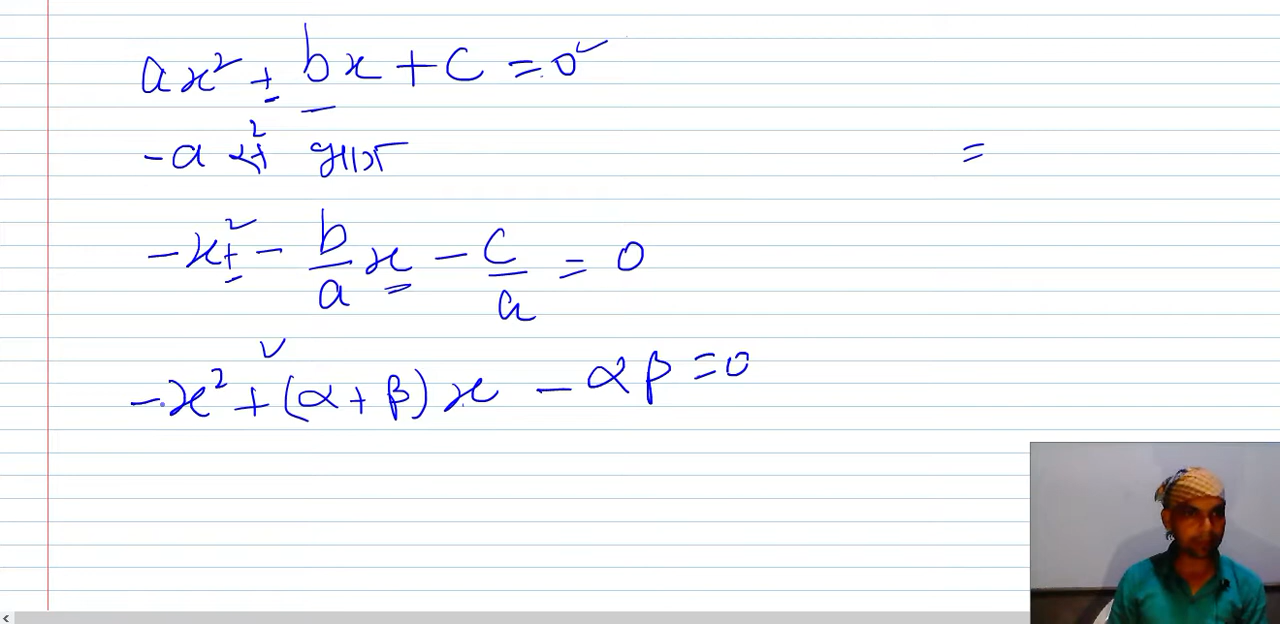 ax² + bx + c = 0
- a से भाग
=
- x² - b/a x - c/a = 0
- x² + (α + β) x - αβ = 0